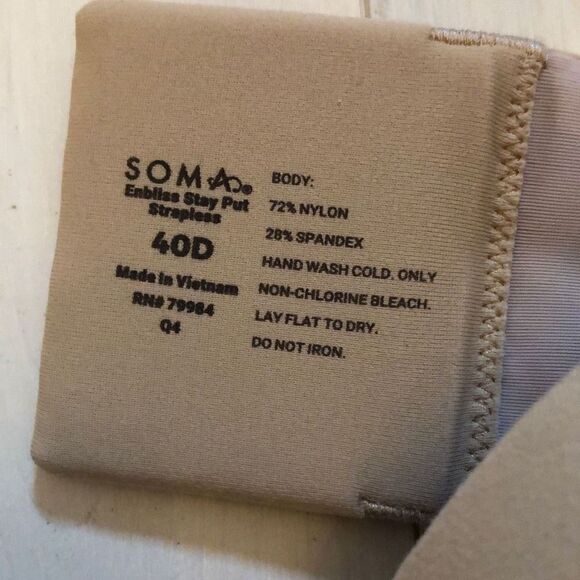 SOMA®
Enbliss Stay Put
Strapless
40D
Made in Vietnam
RN# 79984
Q4
BODY:
72% NYLON
28% SPANDEX
HAND WASH COLD. ONLY
NON-CHLORINE BLEACH.
LAY FLAT TO DRY.
DO NOT IRON.